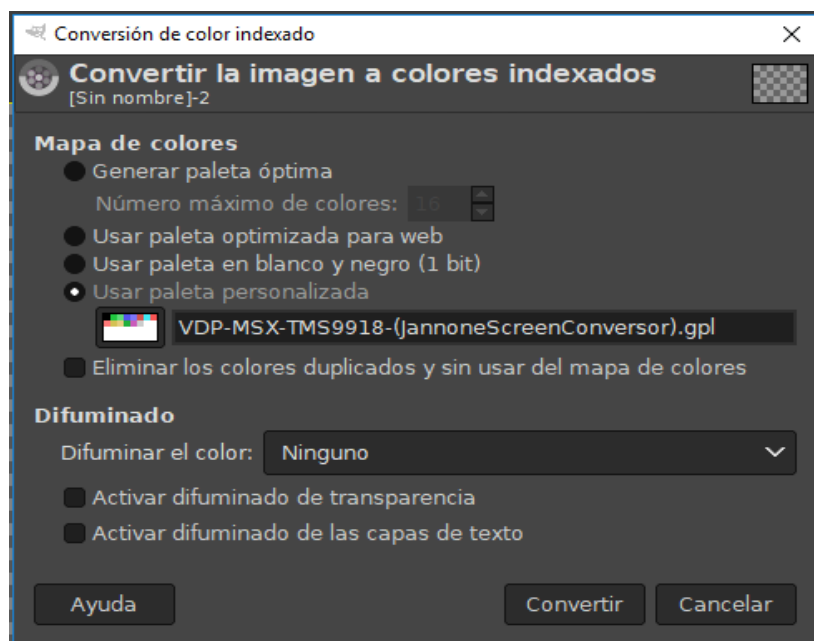 Conversión de color indexado
Convertir la imagen a colores indexados
[Sin nombre]-2
Mapa de colores
Generar paleta óptima
Número máximo de colores: 16
Usar paleta optimizada para web
Usar paleta en blanco y negro (1 bit)
Usar paleta personalizada
VDP-MSX-TMS9918-(JannoneScreenConversor).gpl
Eliminar los colores duplicados y sin usar del mapa de colores
Difuminado
Difuminar el color: Ninguno
Activar difuminado de transparencia
Activar difuminado de las capas de texto
Ayuda Convertir Cancelar